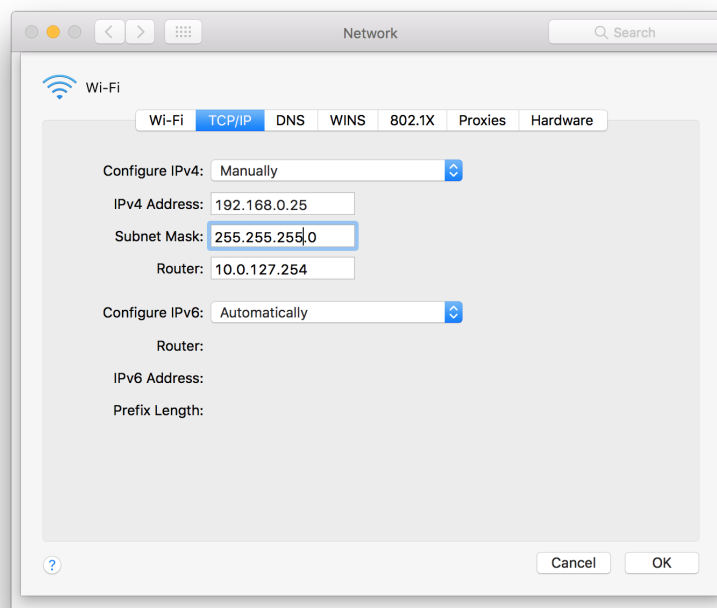 Network
Search
Wi-Fi
Wi-Fi TCP/IP DNS WINS 802.1X Proxies Hardware
Configure IPv4: Manually
IPv4 Address: 192.168.0.25
Subnet Mask: 255.255.255.0
Router: 10.0.127.254
Configure IPv6: Automatically
Router:
IPv6 Address:
Prefix Length:
? Cancel OK